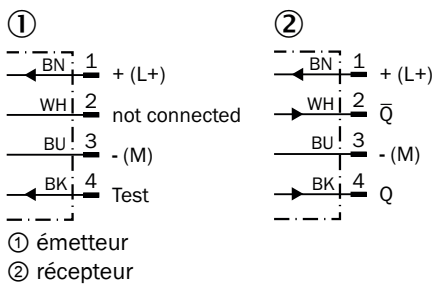 ① ②
BN 1 + (L+)
WH 2 not connected
BU 3 - (M)
BK 4 Test
BN 1 + (L+)
WH 2 Q̅
BU 3 - (M)
BK 4 Q
① émetteur
② récepteur